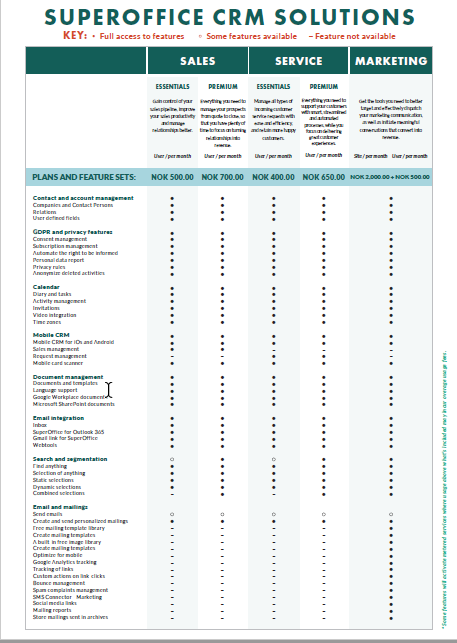 SUPEROFFICE CRM SOLUTIONS
KEY: • Full access to features ○ Some features available – Feature not available
SALES SERVICE MARKETING
ESSENTIALS PREMIUM ESSENTIALS PREMIUM
Gain control of your sales pipeline, improve your sales productivity and manage relationships better.
Everything you need to manage your prospects from quote to close, so that you have plenty of time to focus on turning relationships into revenue.
Manage all types of incoming customer service requests with ease and efficiency, and retain more happy customers.
Everything you need to support your customers with smart, streamlined and automated processes, while you focus on delivering great customer experiences.
Get the tools you need to better target and effectively dispatch your marketing communication, as well as initiate meaningful conversations that convert into revenue.
User / per month User / per month User / per month User / per month Site / per month User / per month
PLANS AND FEATURE SETS: NOK 500.00 NOK 700.00 NOK 400.00 NOK 650.00 NOK 2,000.00 + NOK 500.00
Contact and account management • • • • •
Companies and Contact Persons • • • • •
Relations • • • • •
User defined fields • • • • •
GDPR and privacy features • • • • •
Consent management • • • • •
Subscription management • • • • •
Automate the right to be informed • • • • •
Personal data report • • • • •
Privacy rules • • • • •
Anonymize deleted activities • • • • •
Calendar • • • • •
Diary and tasks • • • • •
Activity management • • • • •
Invitations • • • • •
Video integration • • • • •
Time zones • • • • •
Mobile CRM • • • • •
Mobile CRM for iOs and Android • • • • •
Sales management • • – – –
Request management – – • • –
Mobile card scanner • • • • •
Document management • • • • •
Documents and templates • • • • •
Language support • • • • •
Google Workplace documents • • • • •
Microsoft SharePoint documents • • • • •
Email integration • • • • •
Inbox • • • • •
SuperOffice for Outlook 365 • • • • •
Gmail link for SuperOffice • • • • •
Webtools • • • • •
Search and segmentation ○ • ○ • •
Find anything • • • • •
Selection of anything • • • • •
Static selections • • • • •
Dynamic selections • • • • •
Combined selections – • – • •
Email and mailings
Send emails ○ ○ ○ ○ ○
Create and send personalized mailings • • • • •
Free mailing template library – – – – •
Create mailing templates – – – – •
A built in free image library – – – – •
Create mailing templates – – – – •
Optimize for mobile – – – – •
Google Analytics tracking – – – – •
Tracking of links – – – – •
Custom actions on link clicks – – – – •
Bounce management – – – – •
Spam complaints management – – – – •
SMS Connector - Marketing – – – – •
Social media links – – – – •
Mailing reports – – – – •
Store mailings sent in archives – – – – •
*Some features will activate metered services where usage above what's included may incur overage usage fees.